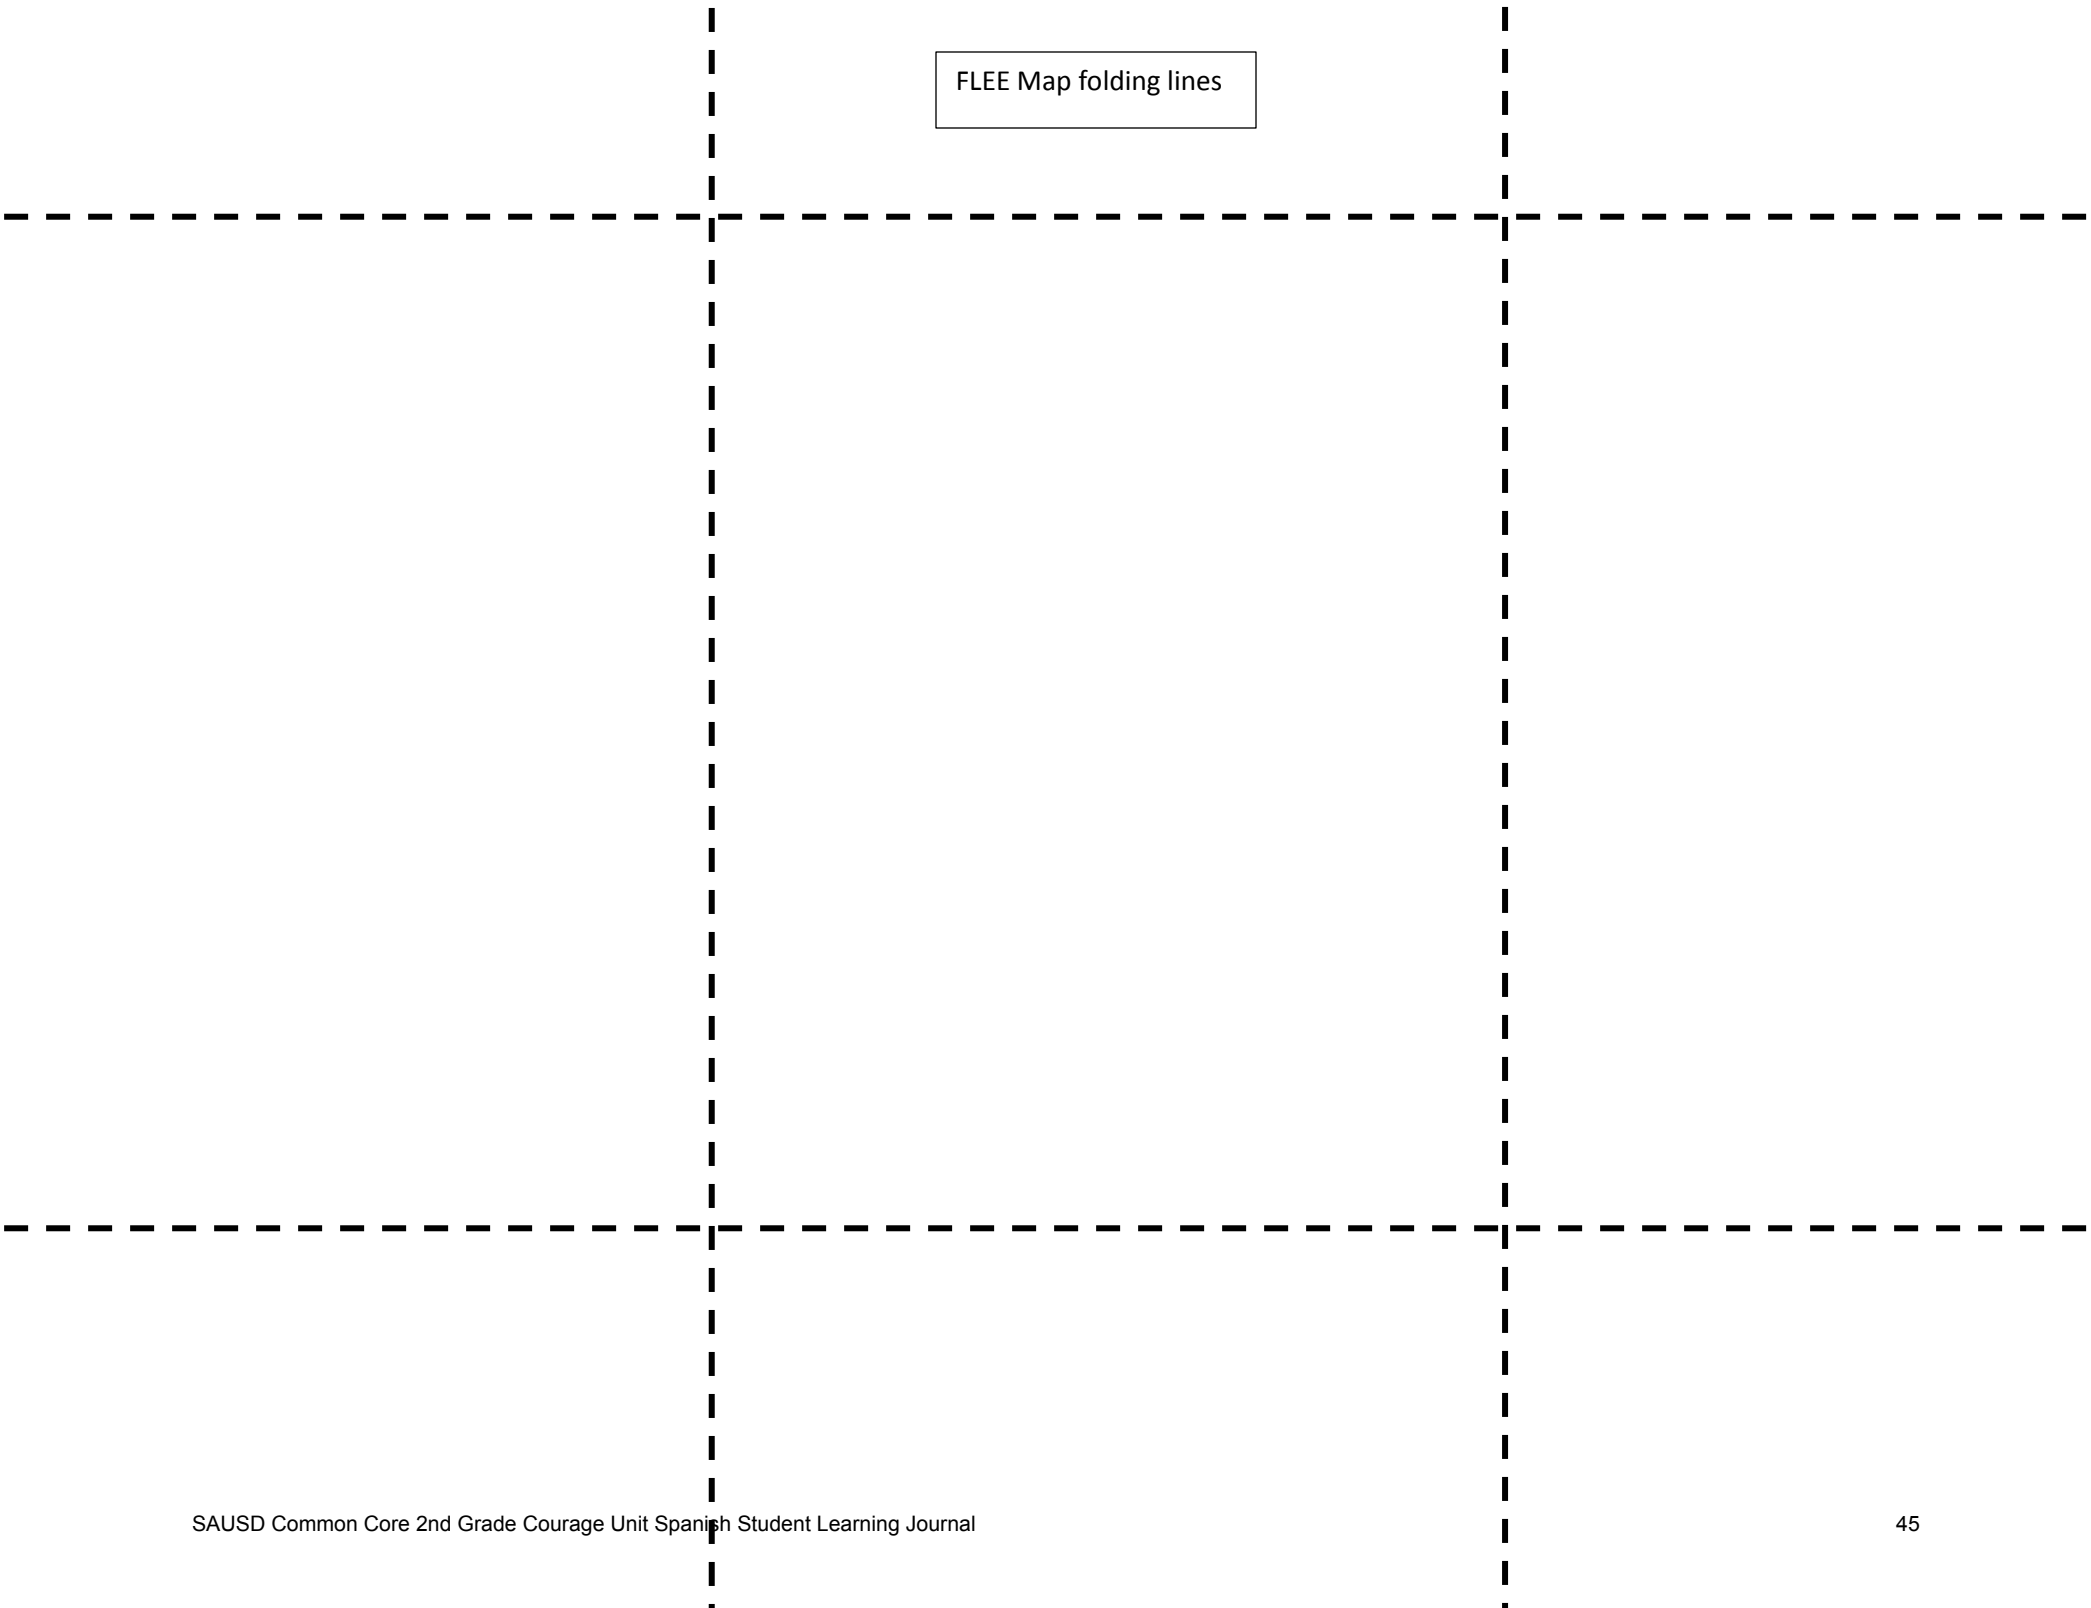 FLEE Map folding lines
SAUSD Common Core 2nd Grade Courage Unit Spanish Student Learning Journal
45